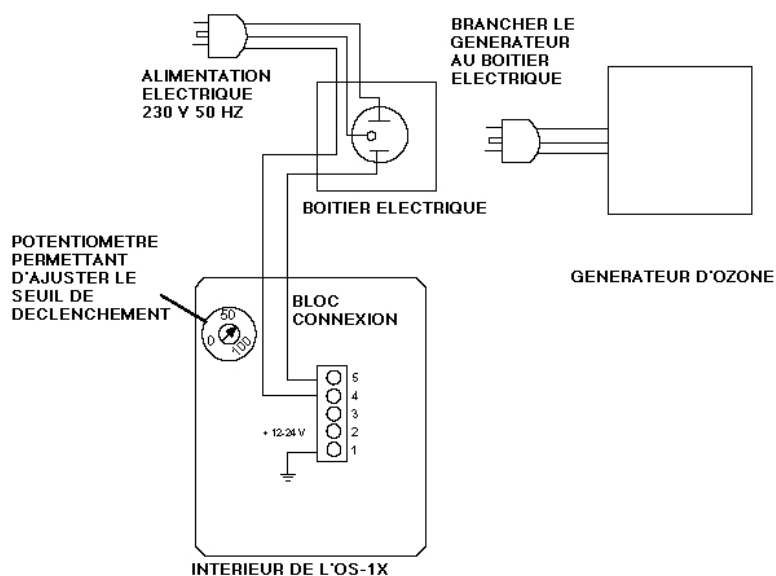 ALIMENTATION
ELECTRIQUE
230 V 50 HZ
BRANCHER LE
GENERATEUR
AU BOITIER
ELECTRIQUE
BOITIER ELECTRIQUE
GENERATEUR D'OZONE
POTENTIOMETRE
PERMETTANT
D'AJUSTER LE
SEUIL DE
DECLENCHEMENT
0
50
100
BLOC
CONNEXION
5
4
3
+ 12-24 V
2
1
INTERIEUR DE L'OS-1X